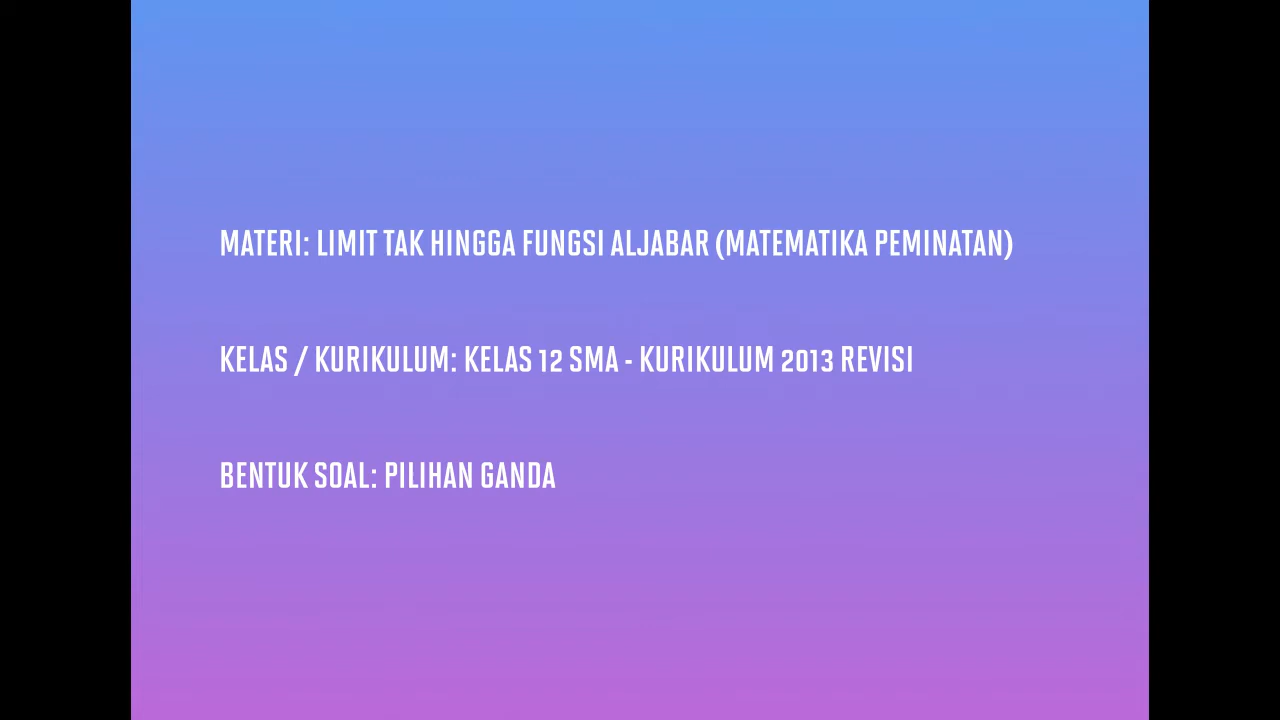 MATERI: LIMIT TAK HINGGA FUNGSI ALJABAR (MATEMATIKA PEMINATAN)
KELAS / KURIKULUM: KELAS 12 SMA - KURIKULUM 2013 REVISI
BENTUK SOAL: PILIHAN GANDA